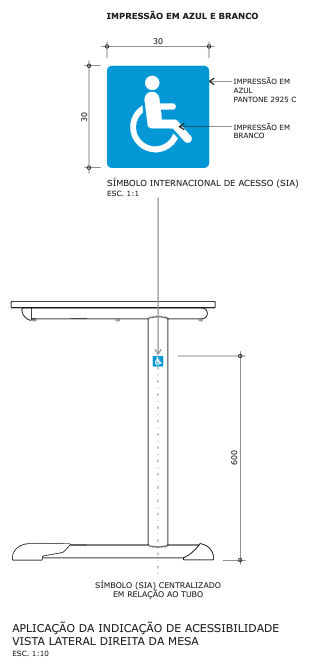 IMPRESSÃO EM AZUL E BRANCO
30
30
IMPRESSÃO EM
AZUL
PANTONE 2925 C
IMPRESSÃO EM
BRANCO
SÍMBOLO INTERNACIONAL DE ACESSO (SIA)
ESC. 1:1
600
SÍMBOLO (SIA) CENTRALIZADO
EM RELAÇÃO AO TUBO
APLICAÇÃO DA INDICAÇÃO DE ACESSIBILIDADE
VISTA LATERAL DIREITA DA MESA
ESC. 1:10